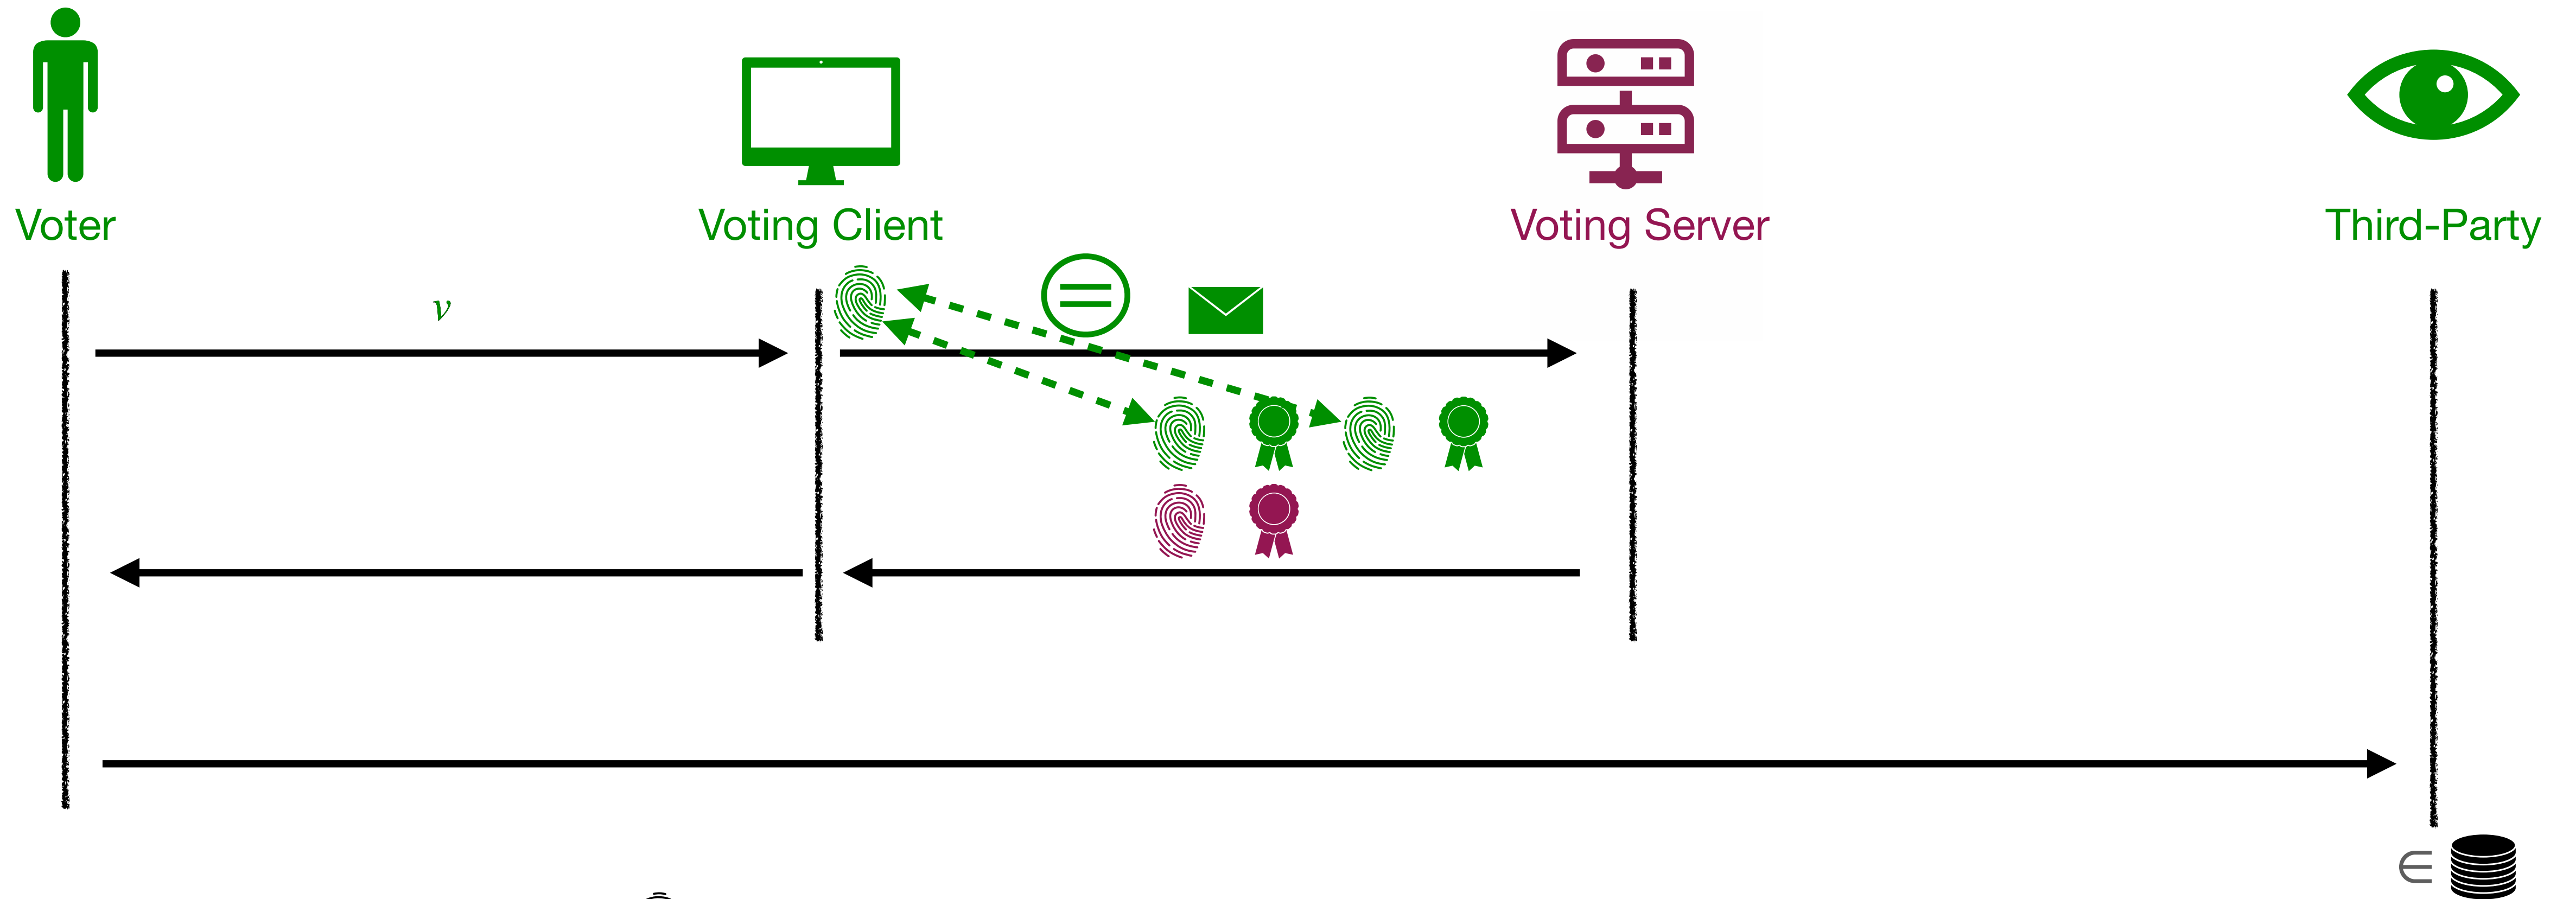 Voter
Voting Client
Voting Server
Third-Party
v
∈